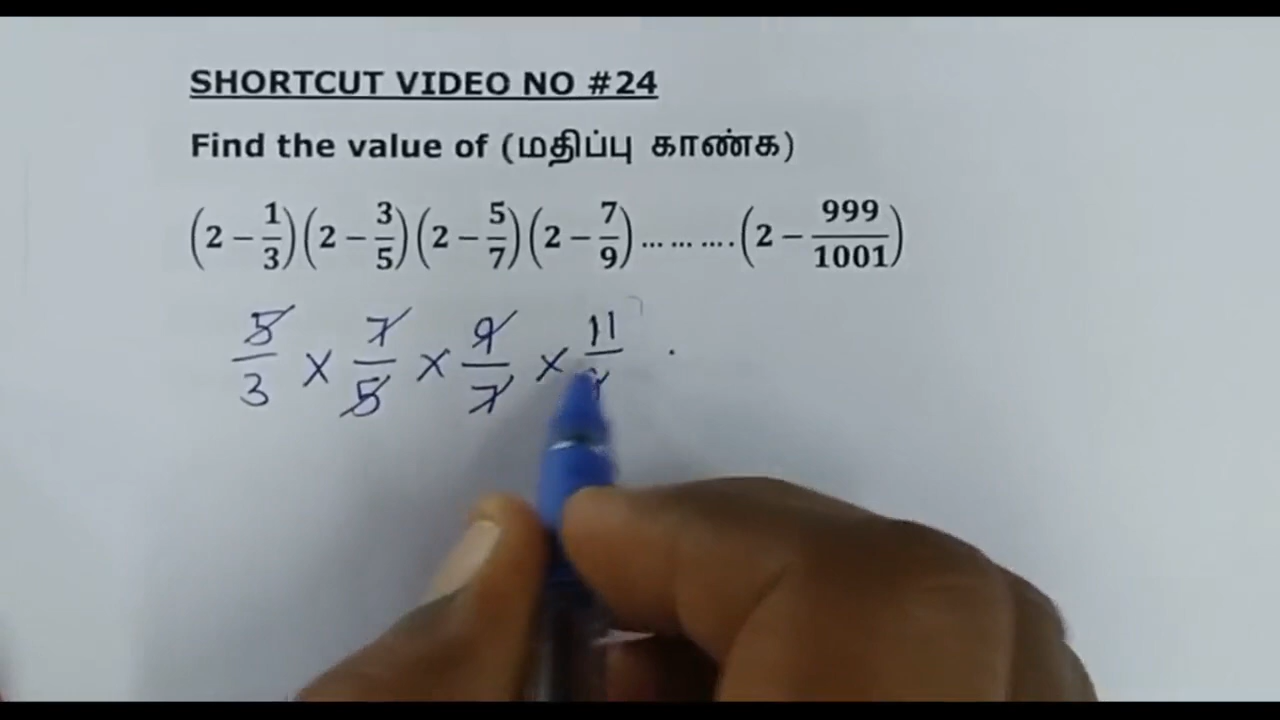 SHORTCUT VIDEO NO #24
Find the value of (மதிப்பு காண்க)
(2 − 1/3)(2 − 3/5)(2 − 5/7)(2 − 7/9) ... ... ... . (2 − 999/1001)
5/3 × 7/5 × 9/7 × 11/